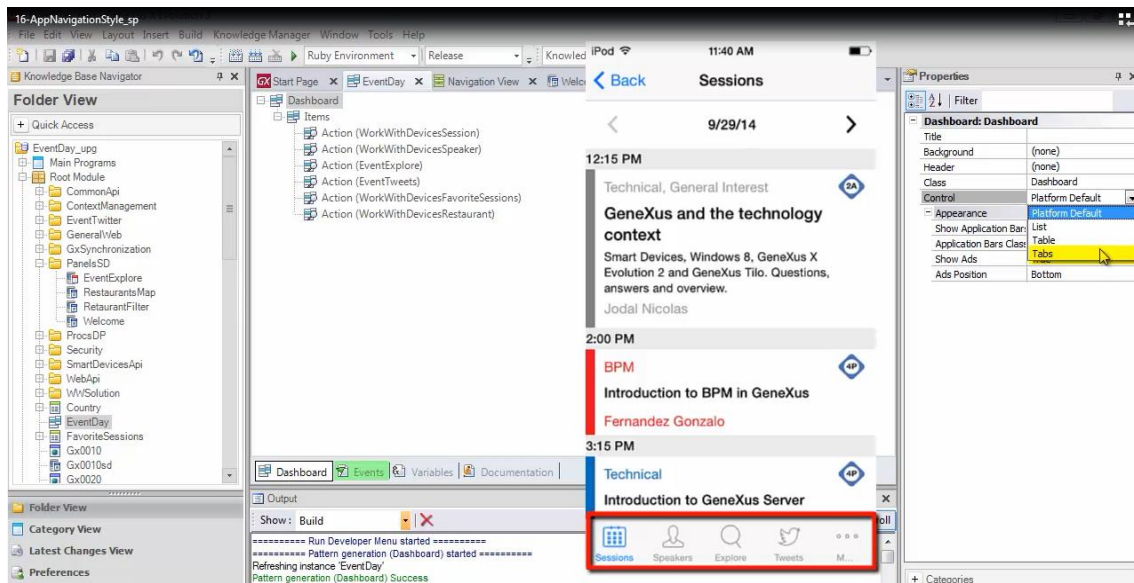 16-AppNavigationStyle_sp
File Edit View Layout Insert Build Knowledge Manager Window Tools Help
Ruby Environment Release Knowled
Knowledge Base Navigator
Folder View
Quick Access
EventDay_upg
Main Programs
Root Module
CommonApi
ContextManagement
EventTwitter
GeneralWeb
GxSynchronization
PanelsSD
EventExplore
RestaurantsMap
RetaurantFilter
Welcome
ProcsDP
Security
SmartDevicesApi
WebApi
WWSolution
Country
EventDay
FavoriteSessions
Gx0010
Gx0010sd
Gx0020
Folder View
Category View
Latest Changes View
Preferences
GX Start Page EventDay Navigation View Welc
Dashboard
Items
Action (WorkWithDevicesSession)
Action (WorkWithDevicesSpeaker)
Action (EventExplore)
Action (EventTweets)
Action (WorkWithDevicesFavoriteSessions)
Action (WorkWithDevicesRestaurant)
Dashboard Events Variables Documentation
Output
Show: Build
========== Run Developer Menu started ==========
========== Pattern generation (Dashboard) started ==========
Refreshing instance 'EventDay'
Pattern generation (Dashboard) Success
iPod 11:40 AM
Back Sessions
9/29/14
12:15 PM
Technical, General Interest 2A
GeneXus and the technology
context
Smart Devices, Windows 8, GeneXus X
Evolution 2 and GeneXus Tilo. Questions,
answers and overview.
Jodal Nicolas
2:00 PM
BPM 4P
Introduction to BPM in GeneXus
Fernandez Gonzalo
3:15 PM
Technical 4P
Introduction to GeneXus Server
Sessions Speakers Explore Tweets M...
oll
Properties
Filter
Dashboard: Dashboard
Title
Background (none)
Header (none)
Class Dashboard
Control Platform Default
Appearance Platform Default
Show Application Bar List
Application Bars Class Table
Tabs
Show Ads
Ads Position Bottom
Categories